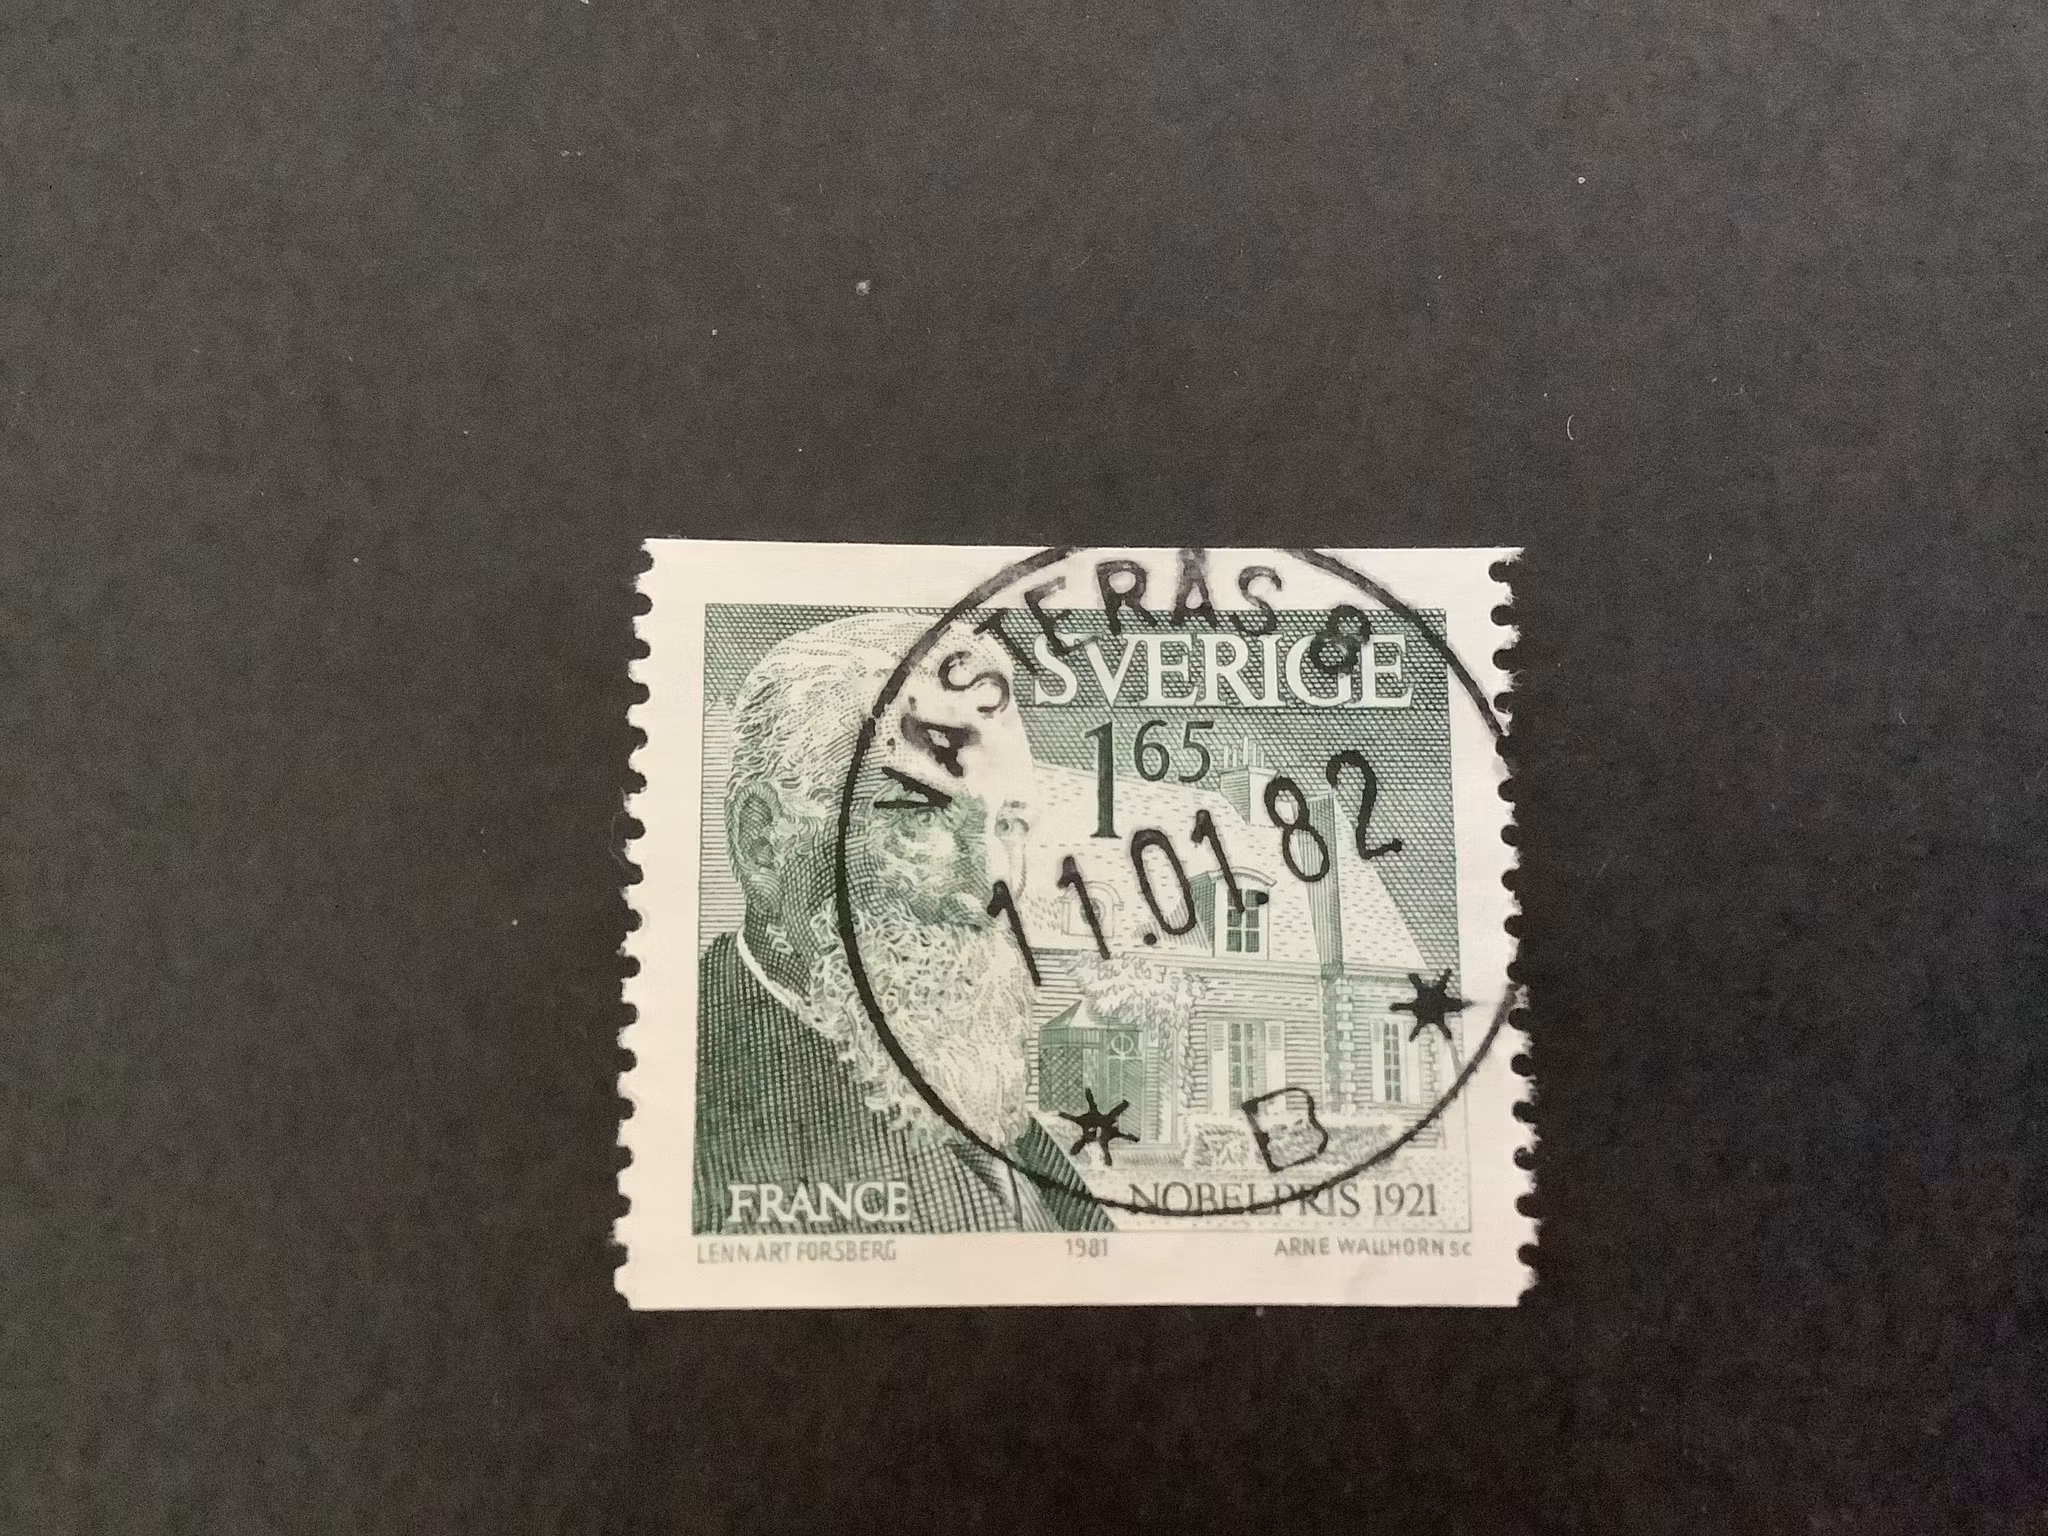 VÄSTERÅS 8
SVERIGE
1 65
11.01.82
B
FRANCE
NOBELPRIS 1921
LENNART FORSBERG 1981 ARNE WALLHORN SC